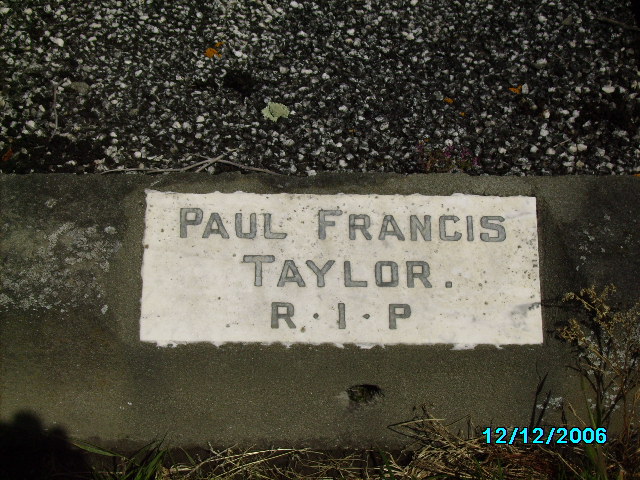 PAUL FRANCIS
TAYLOR.
R·I·P
12/12/2006